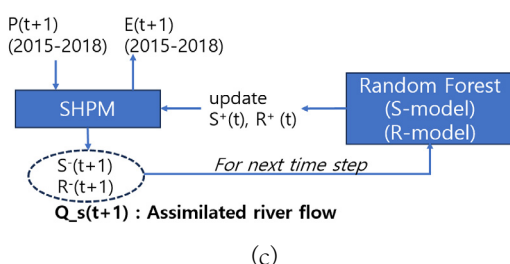 P(t+1) E(t+1)
(2015-2018) (2015-2018)
SHPM
update
S⁺(t), R⁺ (t)
Random Forest
(S-model)
(R-model)
S⁻(t+1)
R⁻(t+1)
For next time step
Q_s(t+1) : Assimilated river flow
(c)